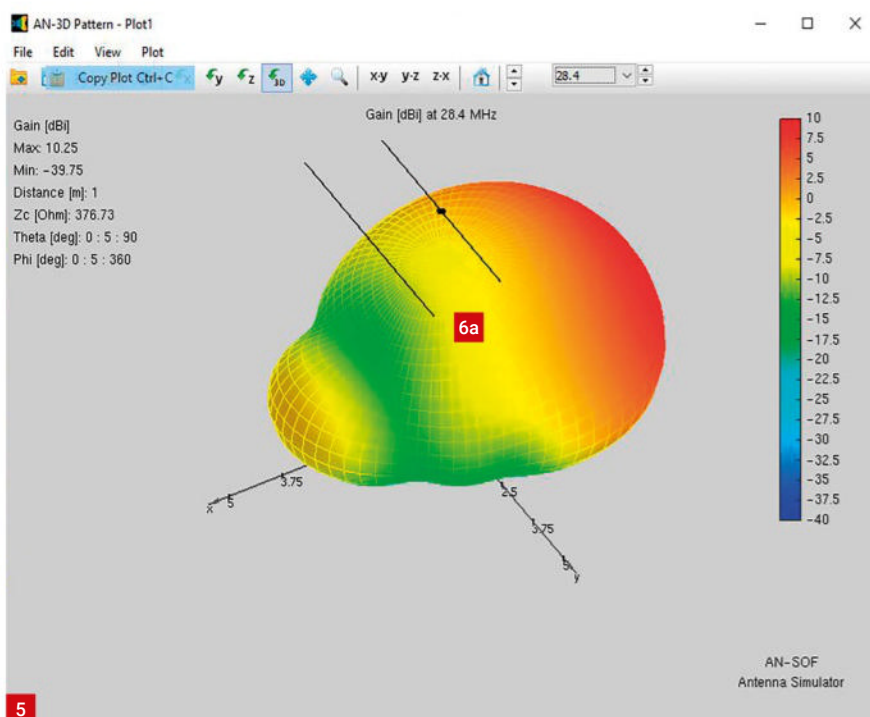 AN-3D Pattern - Plot1
File Edit View Plot
Copy Plot Ctrl+C x y z 3D x-y y-z z-x 28.4
Gain [dBi] at 28.4 MHz
Gain [dBi]
Max: 10.25
Min: -39.75
Distance [m]: 1
Zc [Ohm]: 376.73
Theta [deg]: 0 : 5 : 90
Phi [deg]: 0 : 5 : 360
10
7.5
5
2.5
0
-2.5
-5
-7.5
-10
-12.5
-15
-17.5
-20
-22.5
-25
-27.5
-30
-32.5
-35
-37.5
-40
6a
x 5 3.75
2.5
3.75
5
y
AN-SOF
Antenna Simulator
5